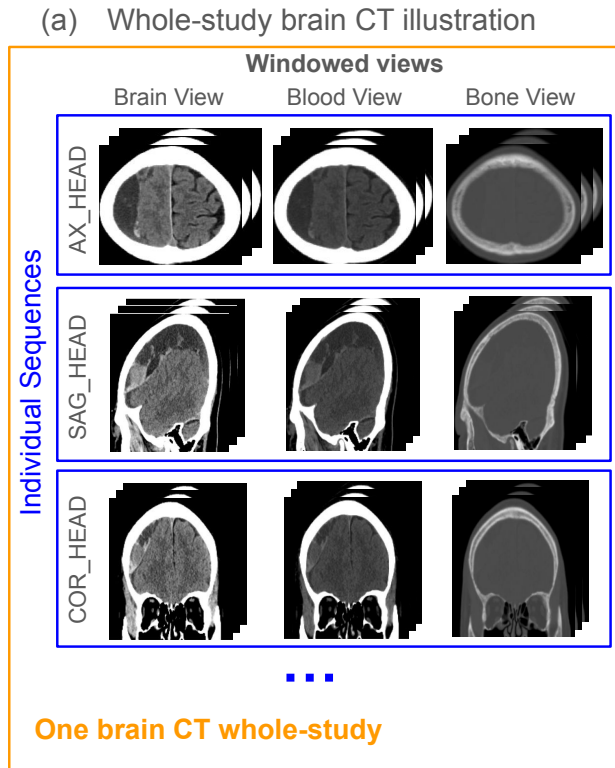 (a) Whole-study brain CT illustration
Windowed views
Brain View Blood View Bone View
Individual Sequences
AX_HEAD
SAG_HEAD
COR_HEAD
...
One brain CT whole-study